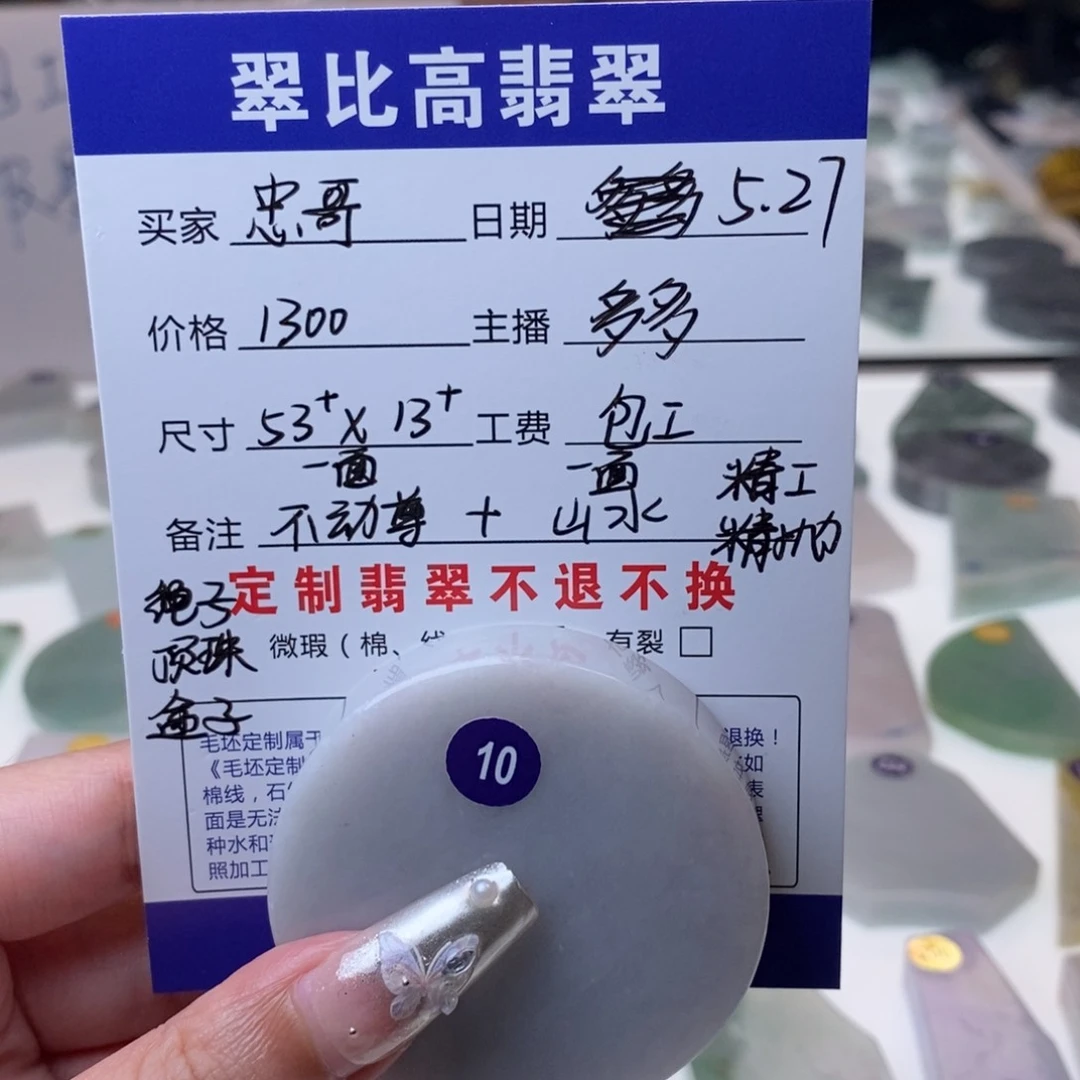 翠比高翡翠
买家 忠哥 日期 5.27
价格 1300 主播 多多
尺寸 53⁺X 13⁺ 工费 包工
一面 一面 精工
备注 不动尊 + 山水 精抛
绳子 定制翡翠不退不换
顶珠 微瑕（棉、 有裂 □
盒子
毛坯定制属于 退换！
《毛坯定制 如
棉线，石
面是无法
种水和
照加工
10